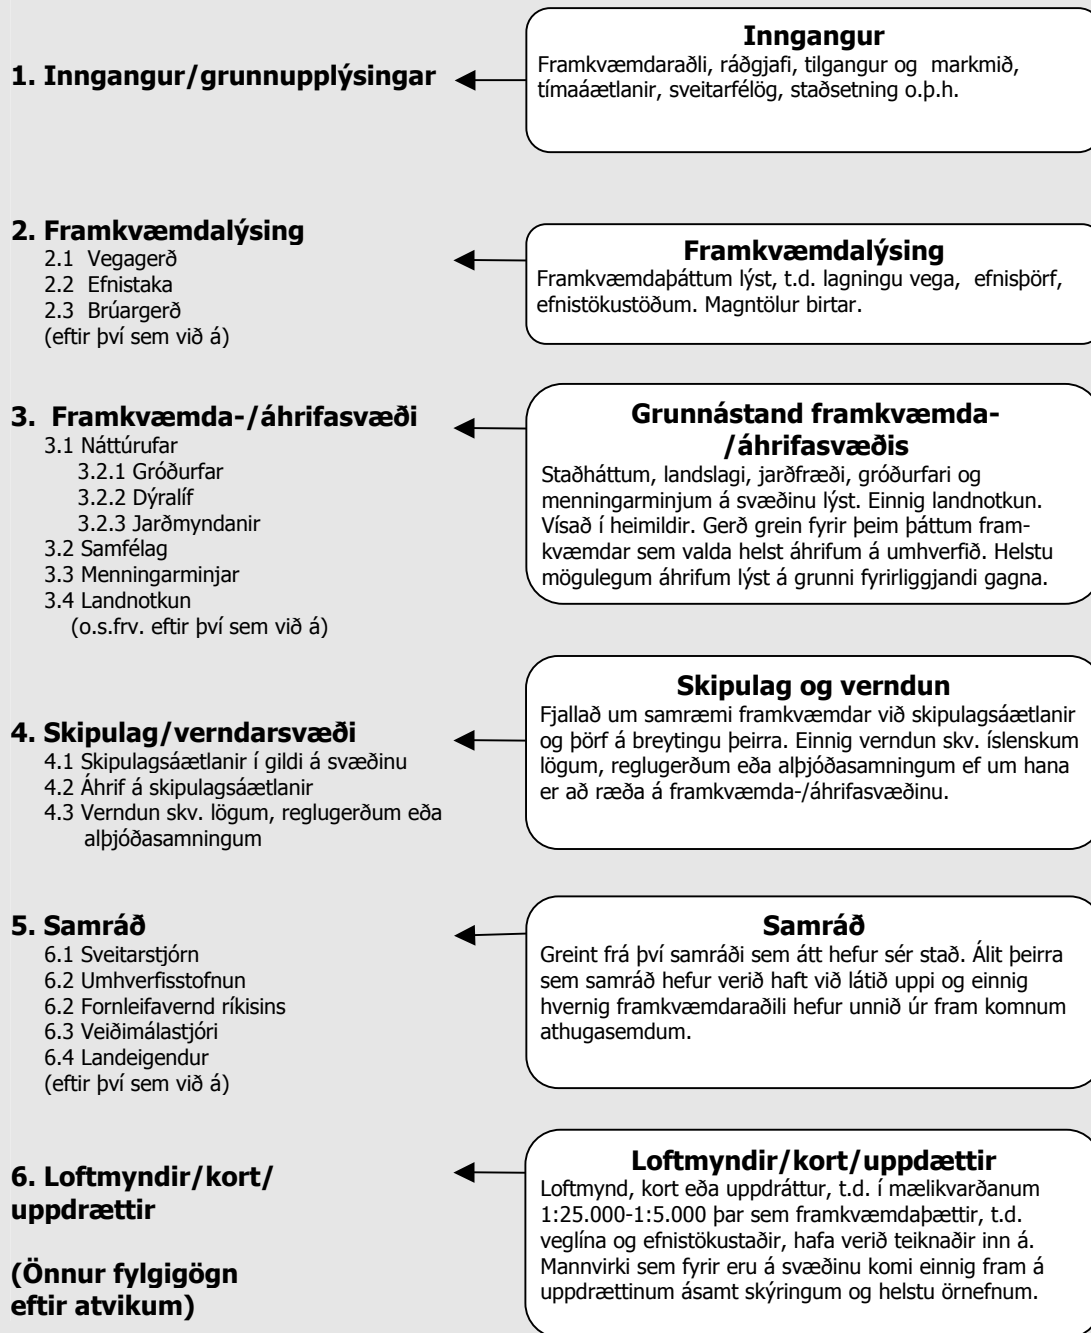 1. Inngangur/grunnupplýsingar
Inngangur
Framkvæmdaraðli, ráðgjafi, tilgangur og  markmið,
tímaáætlanir, sveitarfélög, staðsetning o.þ.h.
2. Framkvæmdalýsing
2.1  Vegagerð
2.2  Efnistaka
2.3  Brúargerð
(eftir því sem við á)
Framkvæmdalýsing
Framkvæmdaþáttum lýst, t.d. lagningu vega,  efnisþörf,
efnistökustöðum. Magntölur birtar.
3.  Framkvæmda-/áhrifasvæði
3.1 Náttúrufar
3.2.1 Gróðurfar
3.2.2 Dýralíf
3.2.3 Jarðmyndanir
3.2 Samfélag
3.3 Menningarminjar
3.4 Landnotkun
(o.s.frv. eftir því sem við á)
Grunnástand framkvæmda-
/áhrifasvæðis
Staðháttum, landslagi, jarðfræði, gróðurfari og
menningarminjum á svæðinu lýst. Einnig landnotkun.
Vísað í heimildir. Gerð grein fyrir þeim þáttum fram-
kvæmdar sem valda helst áhrifum á umhverfið. Helstu
mögulegum áhrifum lýst á grunni fyrirliggjandi gagna.
4. Skipulag/verndarsvæði
4.1 Skipulagsáætlanir í gildi á svæðinu
4.2 Áhrif á skipulagsáætlanir
4.3 Verndun skv. lögum, reglugerðum eða
alþjóðasamningum
Skipulag og verndun
Fjallað um samræmi framkvæmdar við skipulagsáætlanir
og þörf á breytingu þeirra. Einnig verndun skv. íslenskum
lögum, reglugerðum eða alþjóðasamningum ef um hana
er að ræða á framkvæmda-/áhrifasvæðinu.
5. Samráð
6.1 Sveitarstjórn
6.2 Umhverfisstofnun
6.2 Fornleifavernd ríkisins
6.3 Veiðimálastjóri
6.4 Landeigendur
(eftir því sem við á)
Samráð
Greint frá því samráði sem átt hefur sér stað. Álit þeirra
sem samráð hefur verið haft við látið uppi og einnig
hvernig framkvæmdaraðili hefur unnið úr fram komnum
athugasemdum.
6. Loftmyndir/kort/
uppdrættir
(Önnur fylgigögn
eftir atvikum)
Loftmyndir/kort/uppdættir
Loftmynd, kort eða uppdráttur, t.d. í mælikvarðanum
1:25.000-1:5.000 þar sem framkvæmdaþættir, t.d.
veglína og efnistökustaðir, hafa verið teiknaðir inn á.
Mannvirki sem fyrir eru á svæðinu komi einnig fram á
uppdrættinum ásamt skýringum og helstu örnefnum.